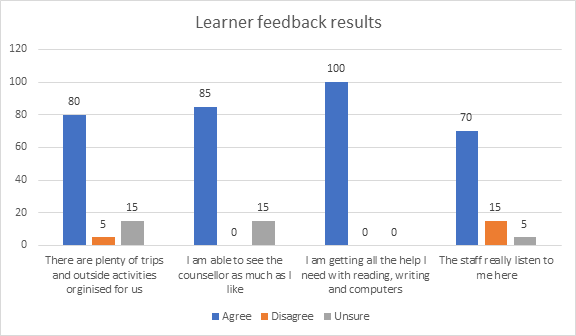 Learner feedback results
120
100
80
60
40
20
0
80
5
15
85
0
15
100
0
0
70
15
5
There are plenty of trips
and outside activities
orginised for us
I am able to see the
counsellor as much as I
like
I am getting all the help I
need with reading, writing
and computers
The staff really listen to
me here
Agree
Disagree
Unsure